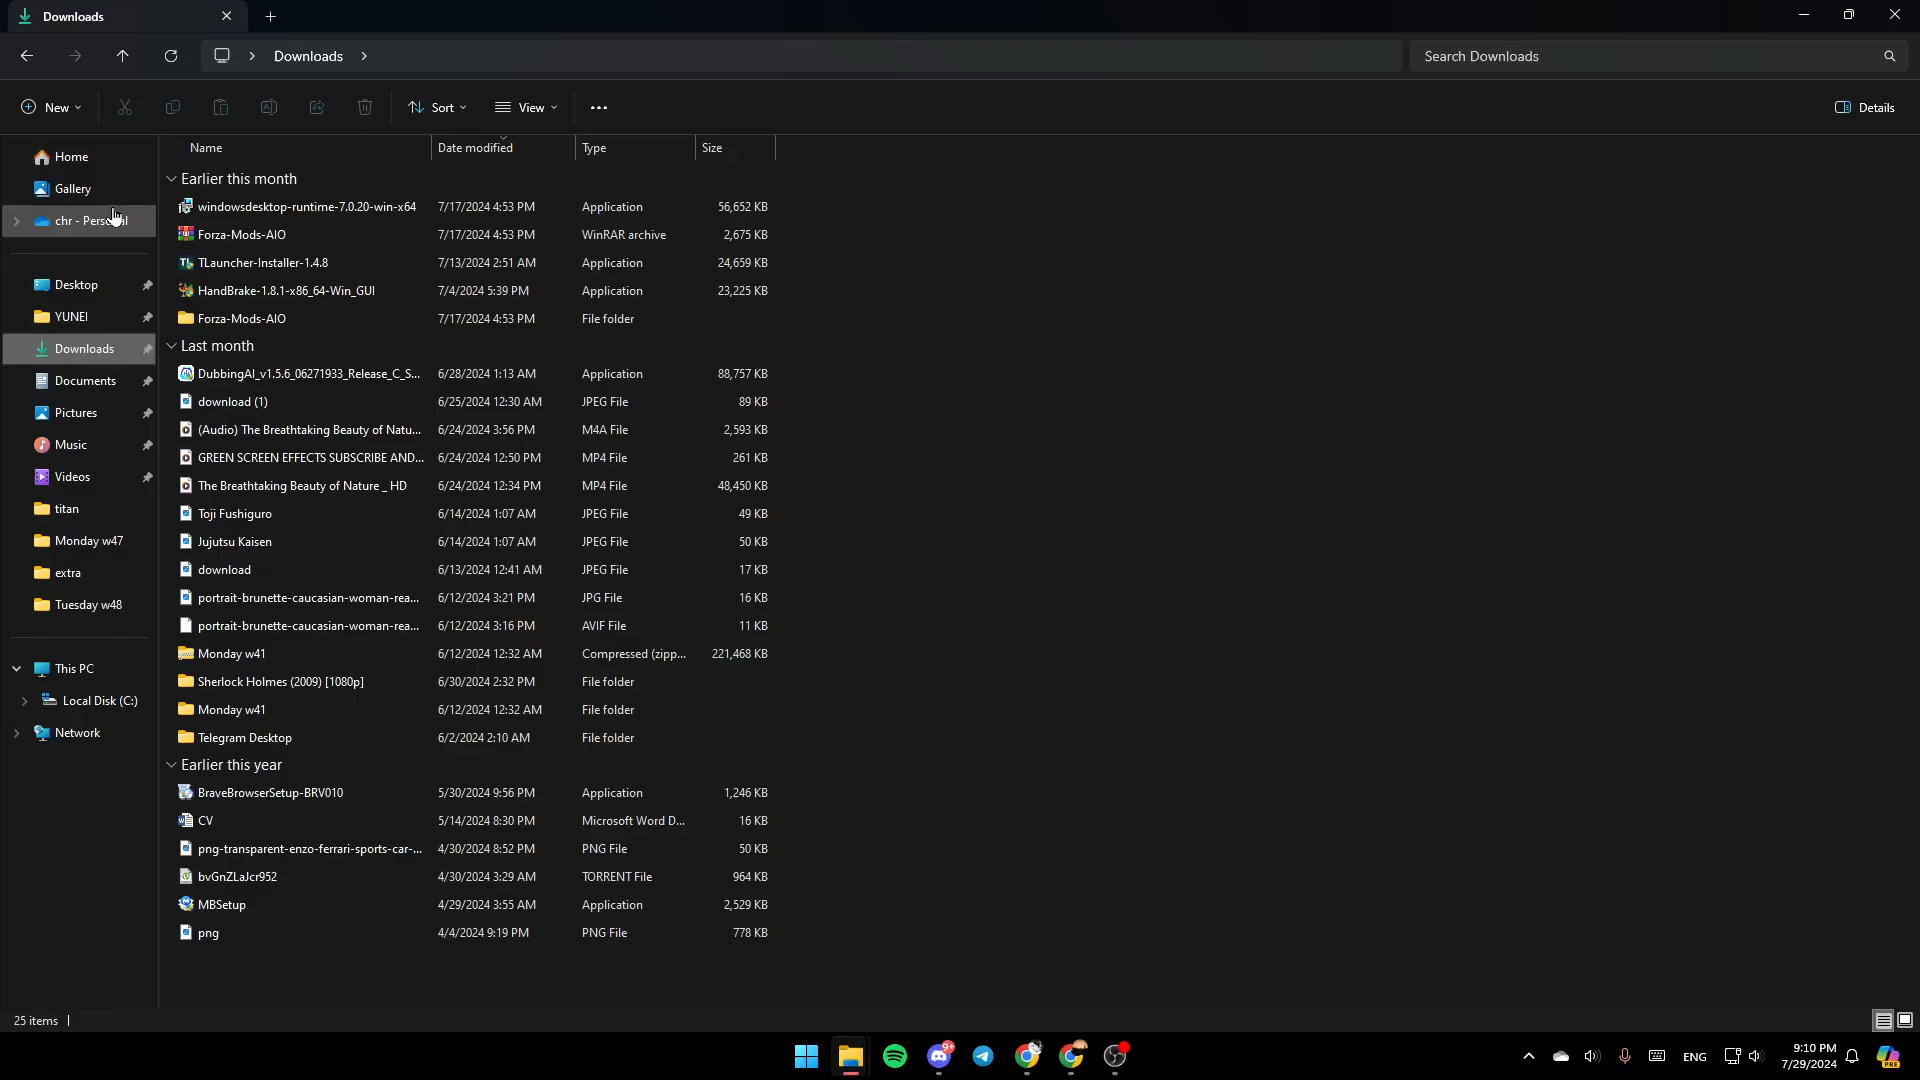 Downloads
Downloads
Search Downloads
New
Sort
View
Details
Home
Gallery
chr - Personal
Desktop
YUNEI
Downloads
Documents
Pictures
Music
Videos
titan
Monday w47
extra
Tuesday w48
This PC
Local Disk (C:)
Network
Name Date modified Type Size
Earlier this month
windowsdesktop-runtime-7.0.20-win-x64 7/17/2024 4:53 PM Application 56,652 KB
Forza-Mods-AIO 7/17/2024 4:53 PM WinRAR archive 2,675 KB
TLauncher-Installer-1.4.8 7/13/2024 2:51 AM Application 24,659 KB
HandBrake-1.8.1-x86_64-Win_GUI 7/4/2024 5:39 PM Application 23,225 KB
Forza-Mods-AIO 7/17/2024 4:53 PM File folder
Last month
DubbingAI_v1.5.6_06271933_Release_C_S... 6/28/2024 1:13 AM Application 88,757 KB
download (1) 6/25/2024 12:30 AM JPEG File 89 KB
(Audio) The Breathtaking Beauty of Natu... 6/24/2024 3:56 PM M4A File 2,593 KB
GREEN SCREEN EFFECTS SUBSCRIBE AND... 6/24/2024 12:50 PM MP4 File 261 KB
The Breathtaking Beauty of Nature _ HD 6/24/2024 12:34 PM MP4 File 48,450 KB
Toji Fushiguro 6/14/2024 1:07 AM JPEG File 49 KB
Jujutsu Kaisen 6/14/2024 1:07 AM JPEG File 50 KB
download 6/13/2024 12:41 AM JPEG File 17 KB
portrait-brunette-caucasian-woman-rea... 6/12/2024 3:21 PM JPG File 16 KB
portrait-brunette-caucasian-woman-rea... 6/12/2024 3:16 PM AVIF File 11 KB
Monday w41 6/12/2024 12:32 AM Compressed (zipp... 221,468 KB
Sherlock Holmes (2009) [1080p] 6/30/2024 2:32 PM File folder
Monday w41 6/12/2024 12:32 AM File folder
Telegram Desktop 6/2/2024 2:10 AM File folder
Earlier this year
BraveBrowserSetup-BRV010 5/30/2024 9:56 PM Application 1,246 KB
CV 5/14/2024 8:30 PM Microsoft Word D... 16 KB
png-transparent-enzo-ferrari-sports-car-... 4/30/2024 8:52 PM PNG File 50 KB
bvGnZLaJcr952 4/30/2024 3:29 AM TORRENT File 964 KB
MBSetup 4/29/2024 3:55 AM Application 2,529 KB
png 4/4/2024 9:19 PM PNG File 778 KB
25 items
9+
ENG
9:10 PM
7/29/2024
PRE